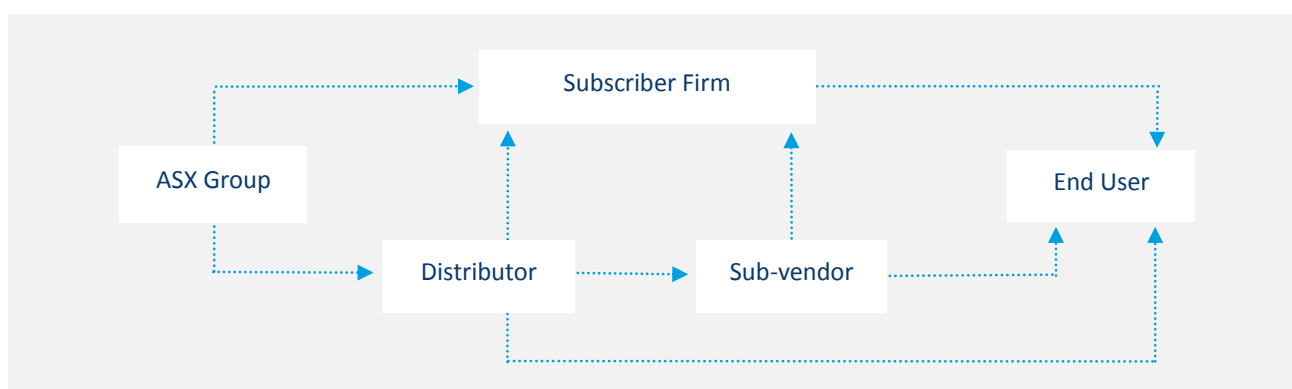 Subscriber Firm
ASX Group
End User
Distributor
Sub-vendor